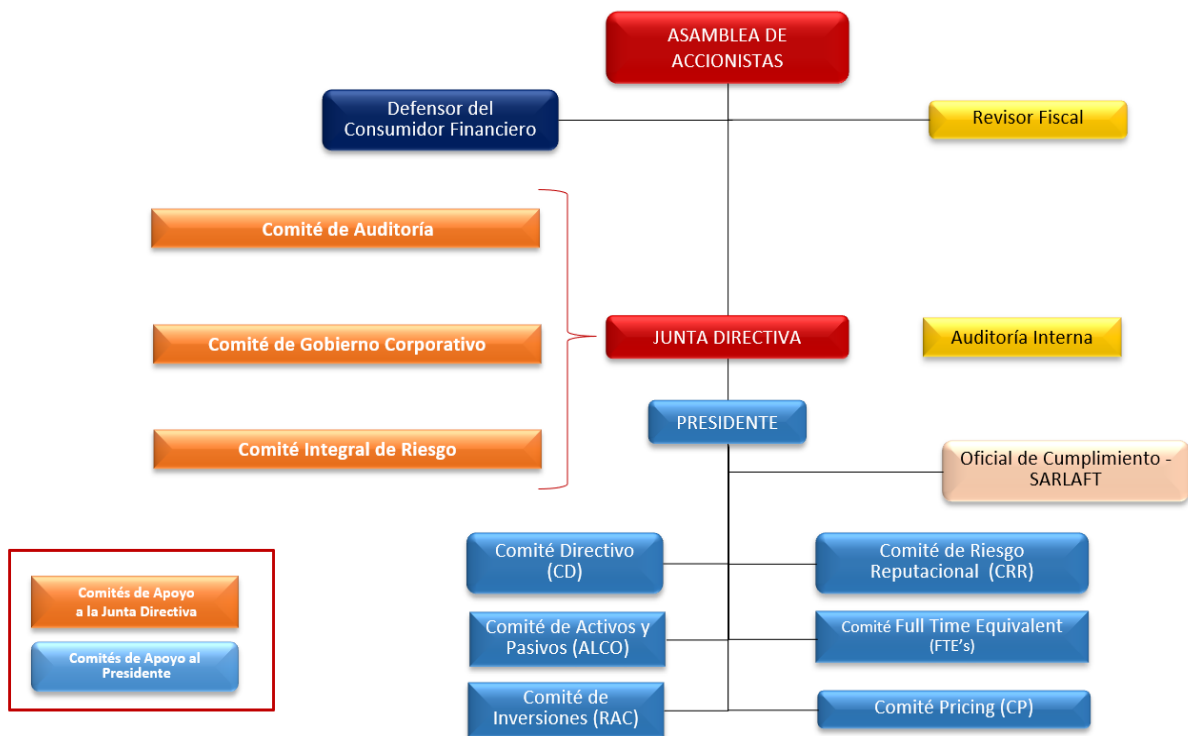 ASAMBLEA DE
ACCIONISTAS
Defensor del
Consumidor Financiero
Revisor Fiscal
Comité de Auditoría
Comité de Gobierno Corporativo
JUNTA DIRECTIVA
Auditoría Interna
PRESIDENTE
Comité Integral de Riesgo
Oficial de Cumplimiento -
SARLAFT
Comité Directivo
(CD)
Comité de Riesgo
Reputacional (CRR)
Comité de Activos y
Pasivos (ALCO)
Comité Full Time Equivalent
(FTE's)
Comité de
Inversiones (RAC)
Comité Pricing (CP)
Comités de Apoyo
a la Junta Directiva
Comités de Apoyo al
Presidente